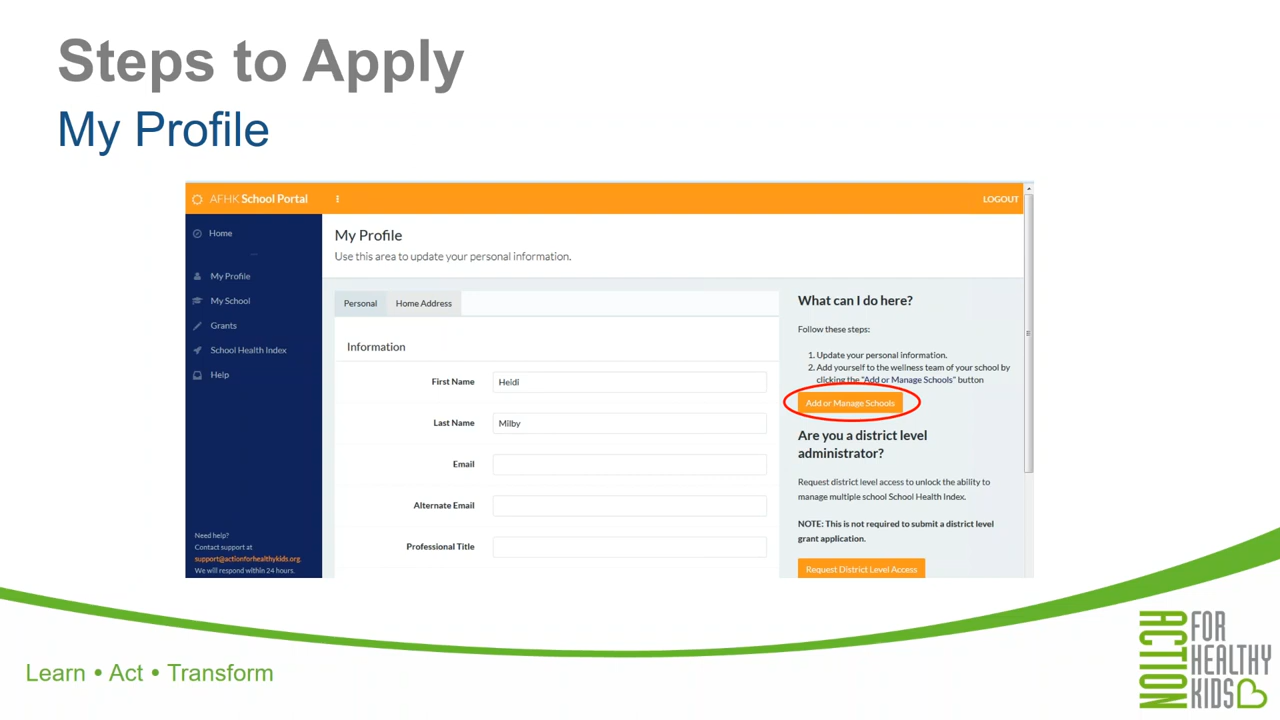 Steps to Apply
My Profile
AFHK School Portal
LOGOUT
Home
My Profile
My School
Grants
School Health Index
Help
Need help?
Contact support at
support@actionforhealthykids.org.
We will respond within 24 hours.
My Profile
Use this area to update your personal information.
Personal
Home Address
Information
First Name
Heidi
Last Name
Milby
Email
Alternate Email
Professional Title
What can I do here?
Follow these steps:
1. Update your personal information.
2. Add yourself to the wellness team of your school by
clicking the "Add or Manage Schools" button
Add or Manage Schools
Are you a district level
administrator?
Request district level access to unlock the ability to
manage multiple school School Health Index.
NOTE: This is not required to submit a district level
grant application.
Request District Level Access
Learn • Act • Transform
ACTION
FOR
HEALTHY
KIDS